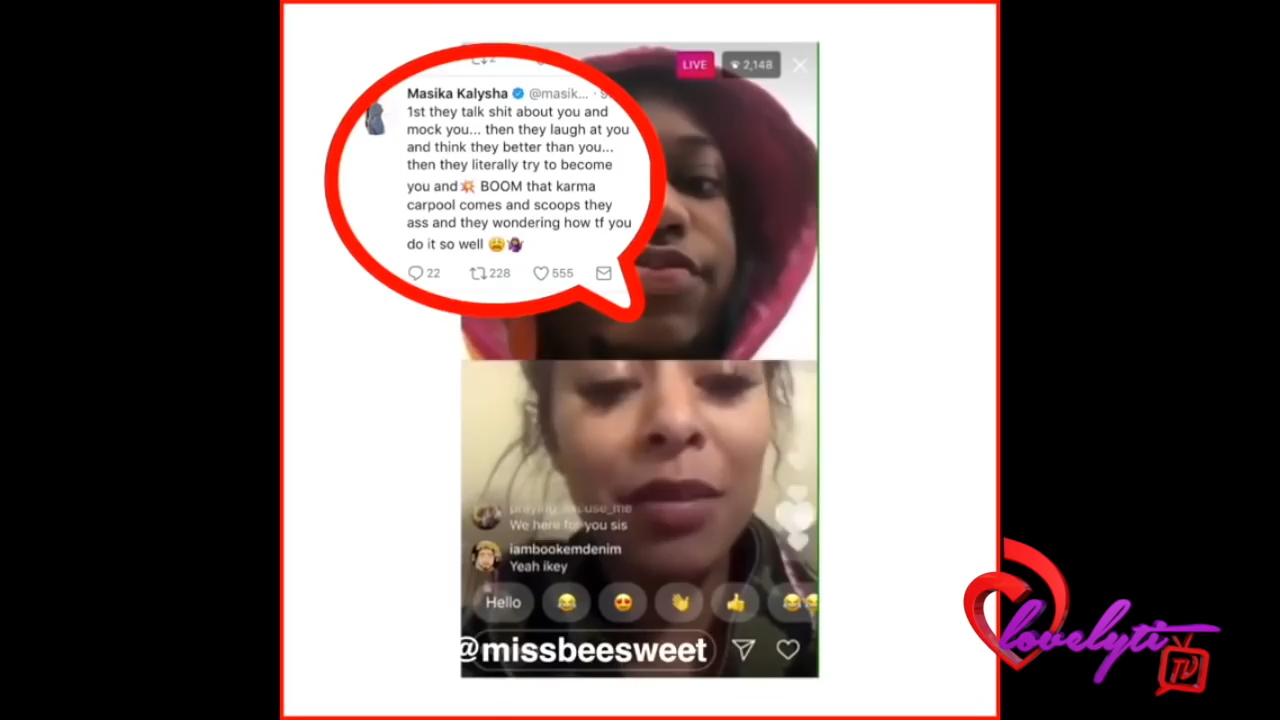 LIVE
2,148
Masika Kalysha @masik... · 9
1st they talk shit about you and
mock you... then they laugh at you
and think they better than you...
then they literally try to become
you and💥 BOOM that karma
carpool comes and scoops they
ass and they wondering how tf you
do it so well 😩🤷🏾‍♀️
22
228
555
We here for you sis
iambookemdenim
Yeah ikey
Hello 😂 😍 👏 👍 😂
@missbeesweet
lovelyti
TV